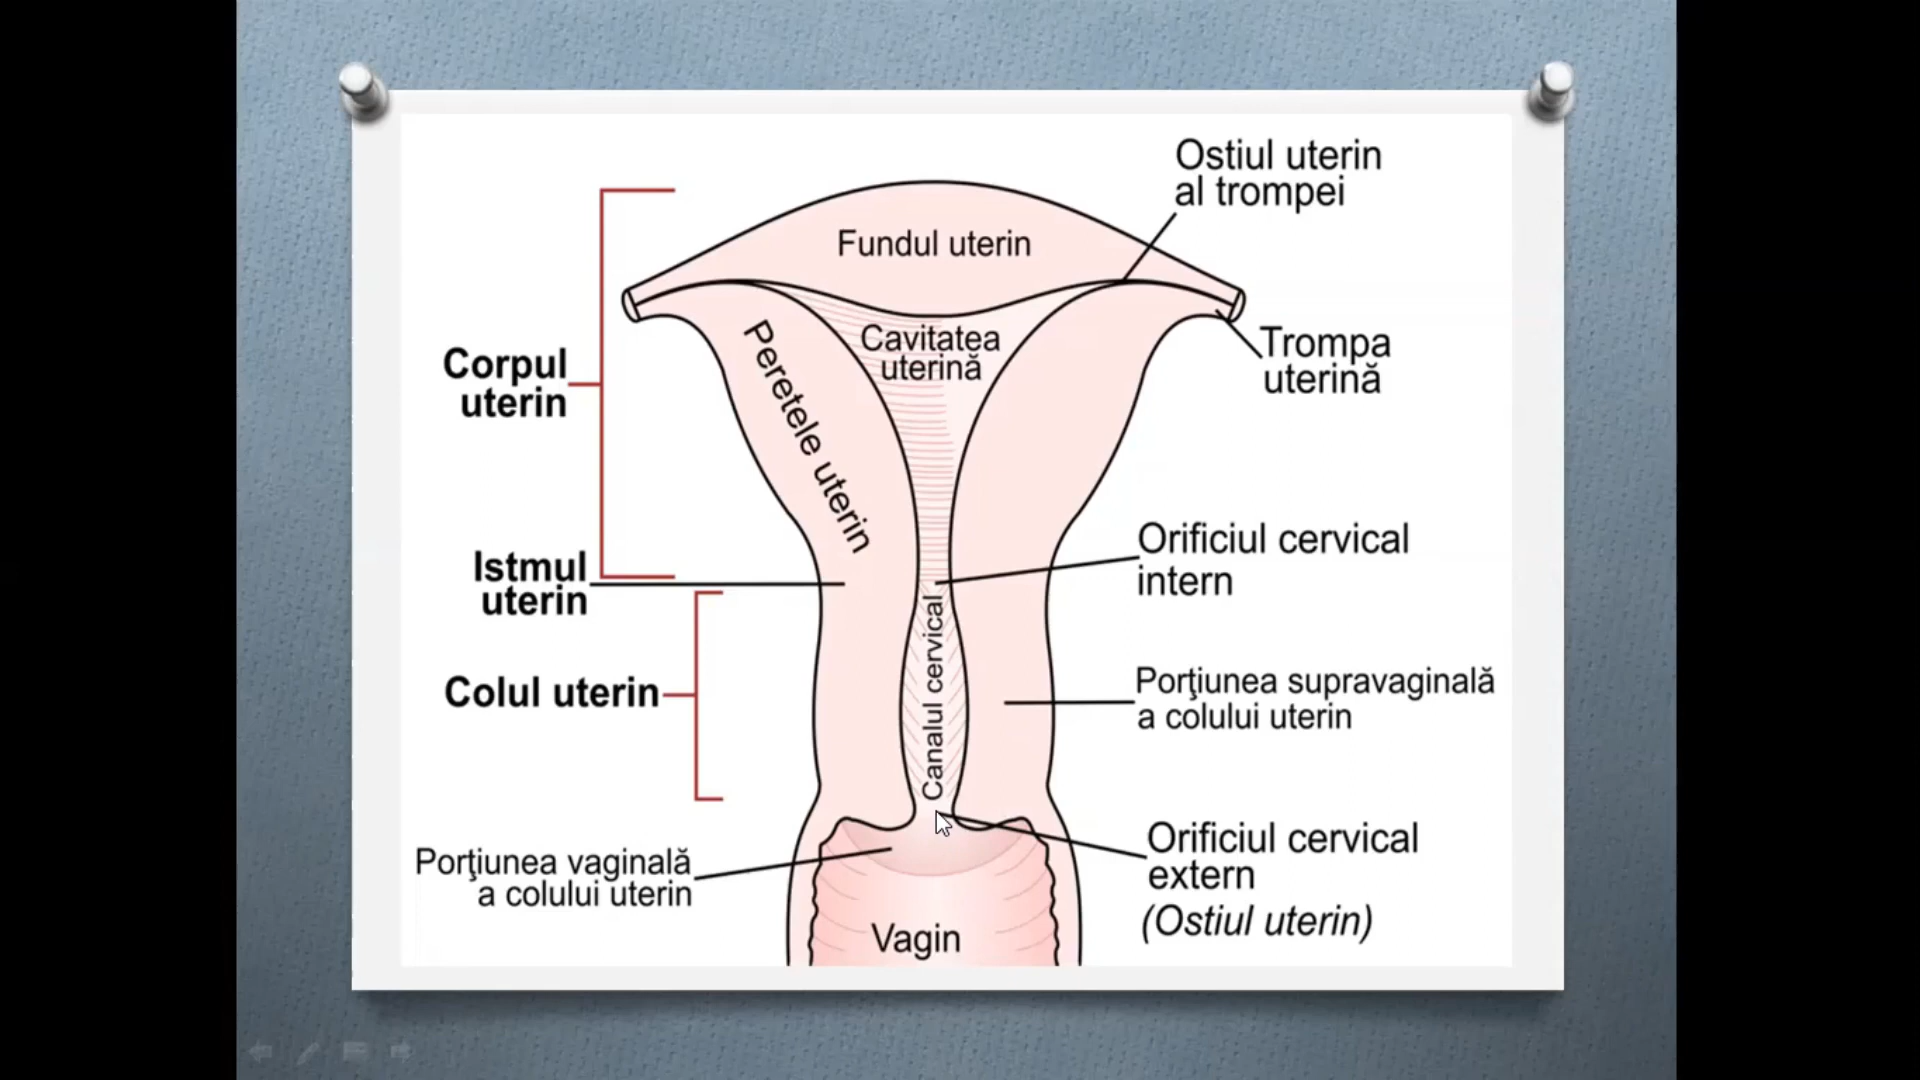 Ostiul uterin
al trompei
Fundul uterin
Cavitatea
uterină
Trompa
uterină
Peretele uterin
Corpul
uterin
Orificiul cervical
intern
Istmul
uterin
Canalul cervical
Porţiunea supravaginală
a colului uterin
Colul uterin
Orificiul cervical
extern
(Ostiul uterin)
Porţiunea vaginală
a colului uterin
Vagin